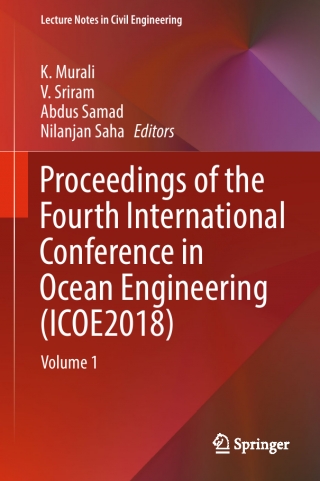 Lecture Notes in Civil Engineering
K. Murali
V. Sriram
Abdus Samad
Nilanjan Saha Editors
Proceedings of the
Fourth International
Conference in
Ocean Engineering
(ICOE2018)
Volume 1
Springer